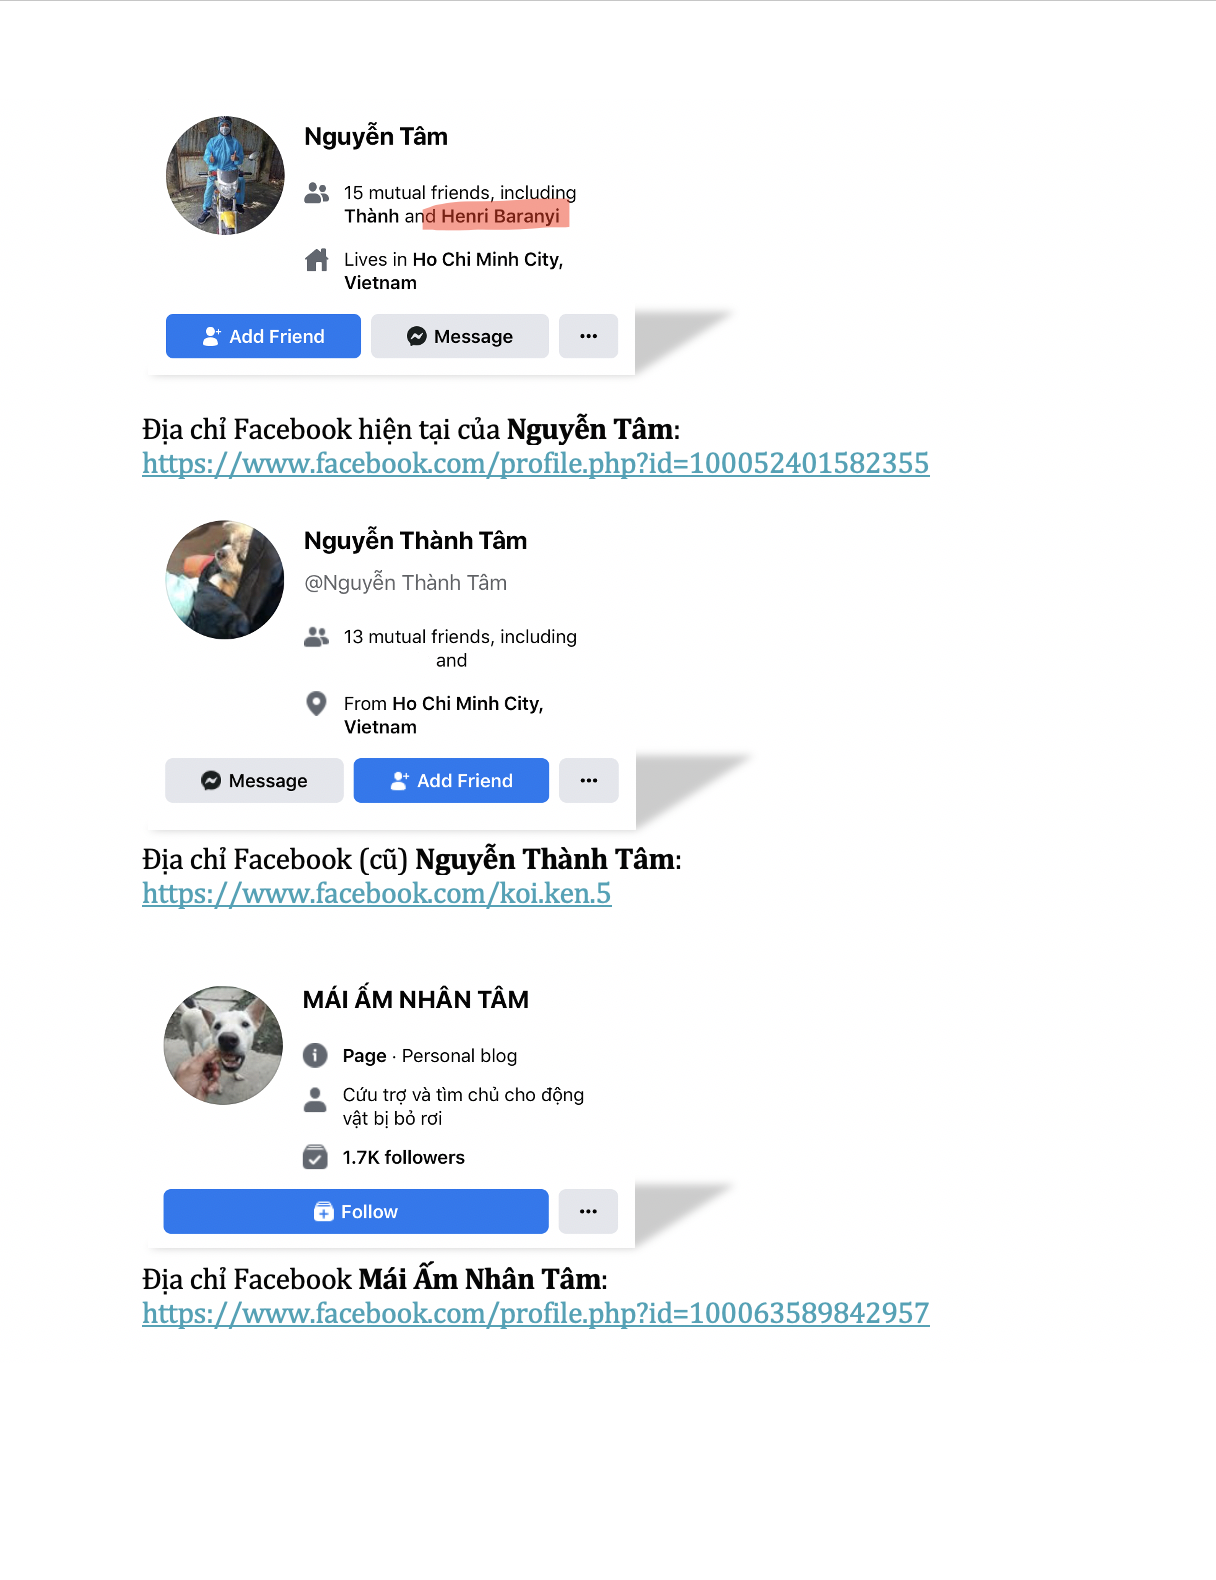 Nguyễn Tâm
15 mutual friends, including
Thành and Henri Baranyi
Lives in Ho Chi Minh City,
Vietnam
Add Friend
Message
Địa chỉ Facebook hiện tại của Nguyễn Tâm:
https://www.facebook.com/profile.php?id=100052401582355
Nguyễn Thành Tâm
@Nguyễn Thành Tâm
13 mutual friends, including
and
From Ho Chi Minh City,
Vietnam
Message
Add Friend
Địa chỉ Facebook (cũ) Nguyễn Thành Tâm:
https://www.facebook.com/koi.ken.5
MÁI ẤM NHÂN TÂM
Page · Personal blog
Cứu trợ và tìm chủ cho động
vật bị bỏ rơi
1.7K followers
Follow
Địa chỉ Facebook Mái Ấm Nhân Tâm:
https://www.facebook.com/profile.php?id=100063589842957